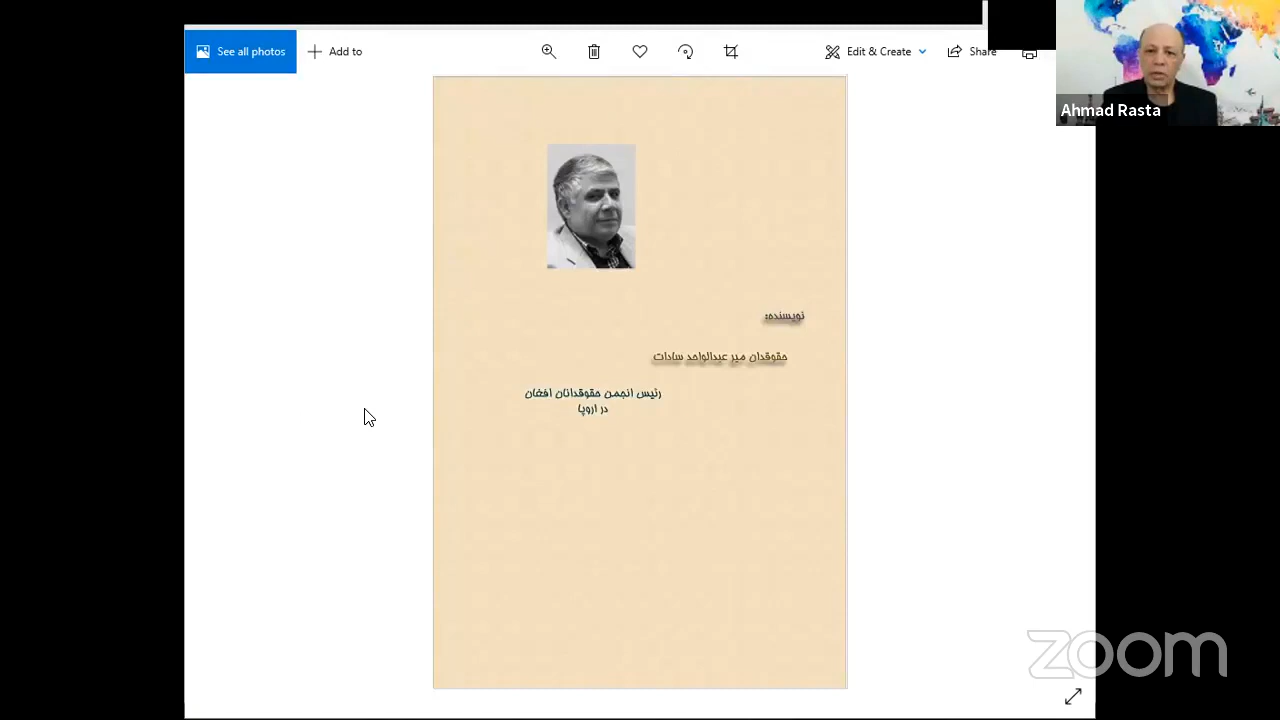 See all photos
Add to
Edit & Create
Share
Ahmad Rasta
نویسنده:
حقوقدان میر عبدالواحد سادات
رئیس انجمن حقوقدانان افغان
در اروپا
zoom